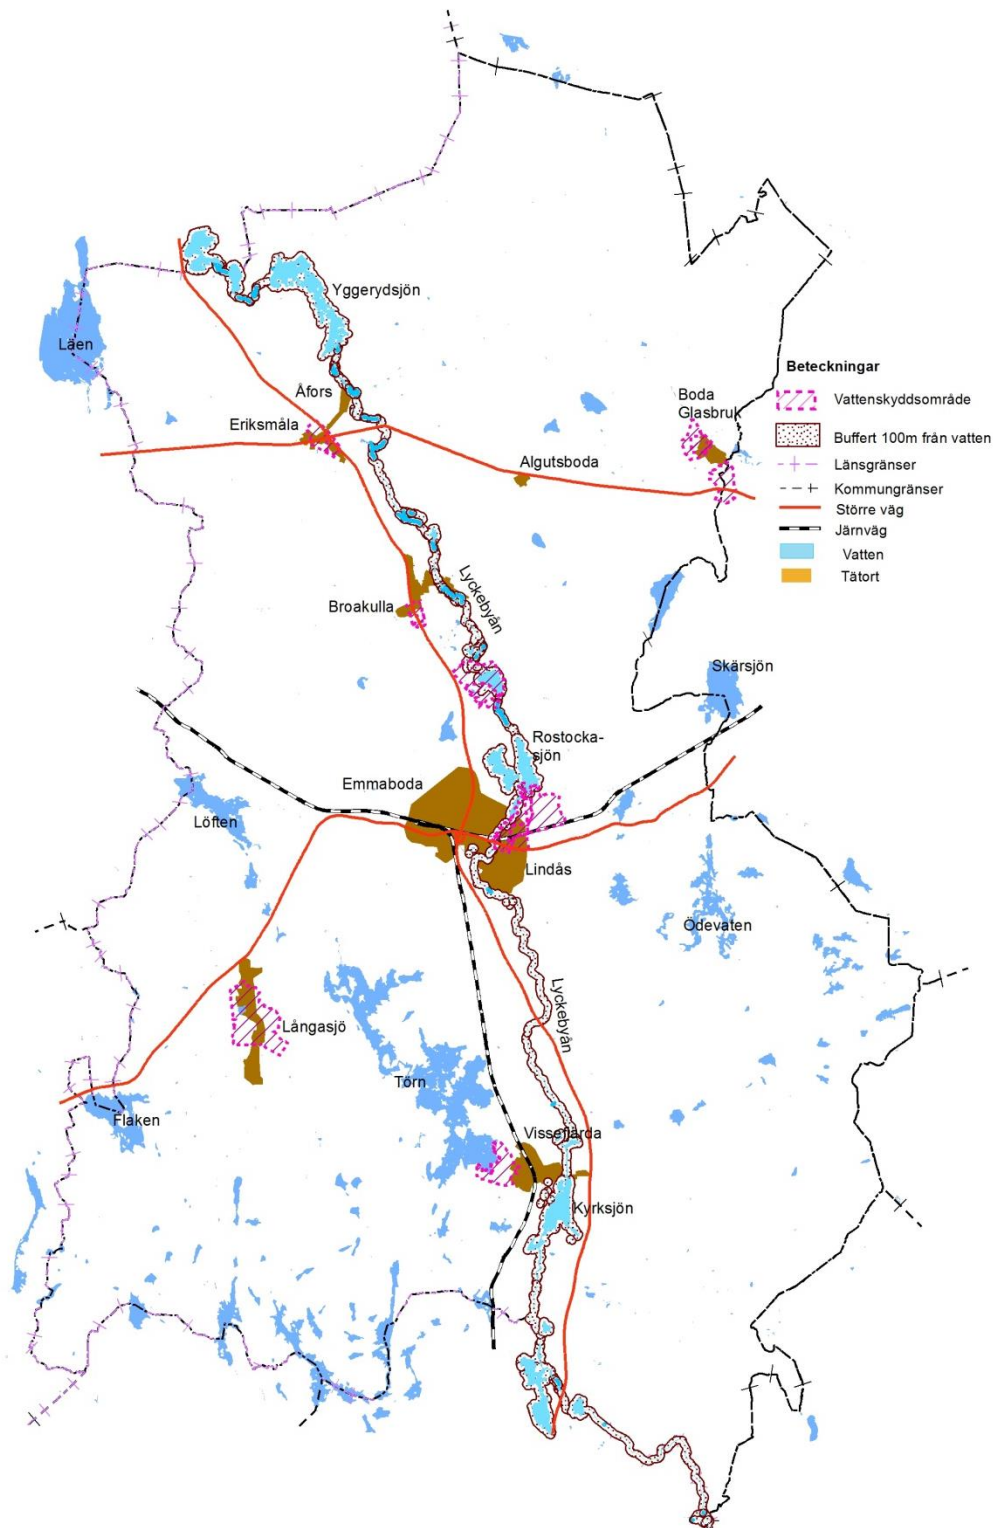 Yggerydsjön
Läen
Åfors
Eriksmåla
Boda
Glasbruk
Algutsboda
Beteckningar
Vattenskyddsområde
Buffert 100m från vatten
Länsgränser
Kommungränser
Större väg
Järnväg
Vatten
Tätort
Broakulla
Lyckebyån
Skärsjön
Rostocka-
sjön
Emmaboda
Löften
Lindås
Ödevaten
Lyckebyån
Långasjö
Törn
Flaken
Vissefjärda
Kyrksjön